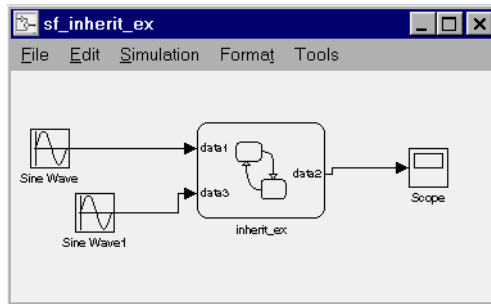 sf_inherit_ex
File Edit Simulation Format Tools
data1
Sine Wave
data2
data3
Scope
Sine Wave1
inherit_ex